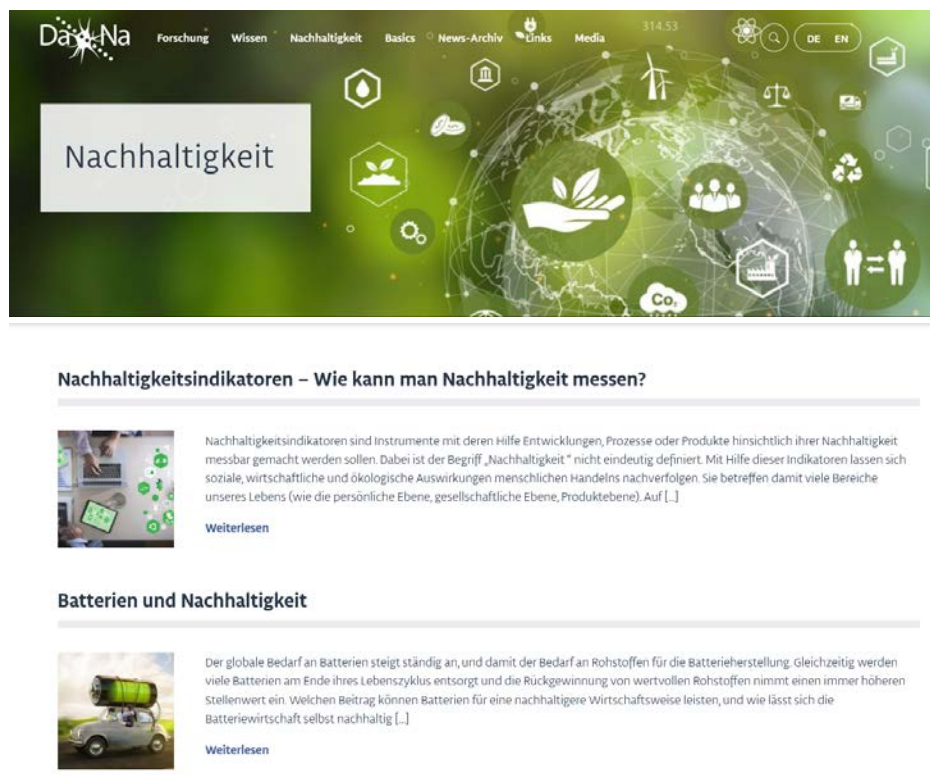 DaNa
Forschung Wissen Nachhaltigkeit Basics News-Archiv Links Media
314.53
DE EN
Nachhaltigkeit
Co₂
Nachhaltigkeitsindikatoren – Wie kann man Nachhaltigkeit messen?
Nachhaltigkeitsindikatoren sind Instrumente mit deren Hilfe Entwicklungen, Prozesse oder Produkte hinsichtlich ihrer Nachhaltigkeit
messbar gemacht werden sollen. Dabei ist der Begriff „Nachhaltigkeit “ nicht eindeutig definiert. Mit Hilfe dieser Indikatoren lassen sich
soziale, wirtschaftliche und ökologische Auswirkungen menschlichen Handelns nachverfolgen. Sie betreffen damit viele Bereiche
unseres Lebens (wie die persönliche Ebene, gesellschaftliche Ebene, Produktebene). Auf [...]
Weiterlesen
Batterien und Nachhaltigkeit
Der globale Bedarf an Batterien steigt ständig an, und damit der Bedarf an Rohstoffen für die Batterieherstellung. Gleichzeitig werden
viele Batterien am Ende ihres Lebenszyklus entsorgt und die Rückgewinnung von wertvollen Rohstoffen nimmt einen immer höheren
Stellenwert ein. Welchen Beitrag können Batterien für eine nachhaltigere Wirtschaftsweise leisten, und wie lässt sich die
Batteriewirtschaft selbst nachhaltig [...]
Weiterlesen